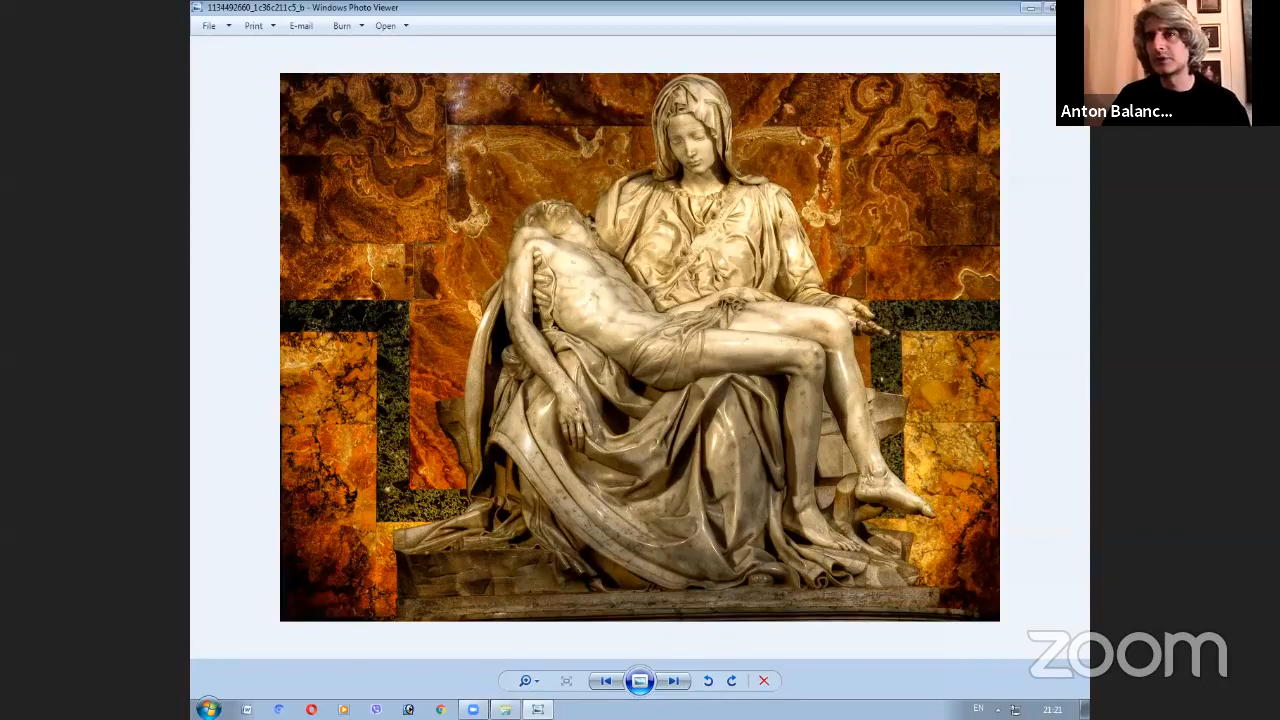 1134492660_1c36c211c5_b - Windows Photo Viewer
File Print E-mail Burn Open
Anton Balanc...
zoom
EN 21:21